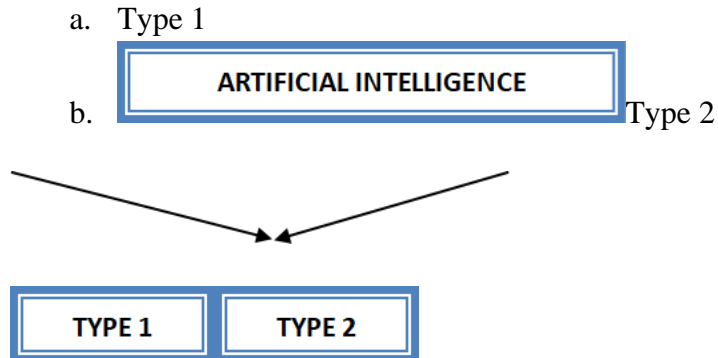 a. Type 1
ARTIFICIAL INTELLIGENCE
b. Type 2
TYPE 1 TYPE 2